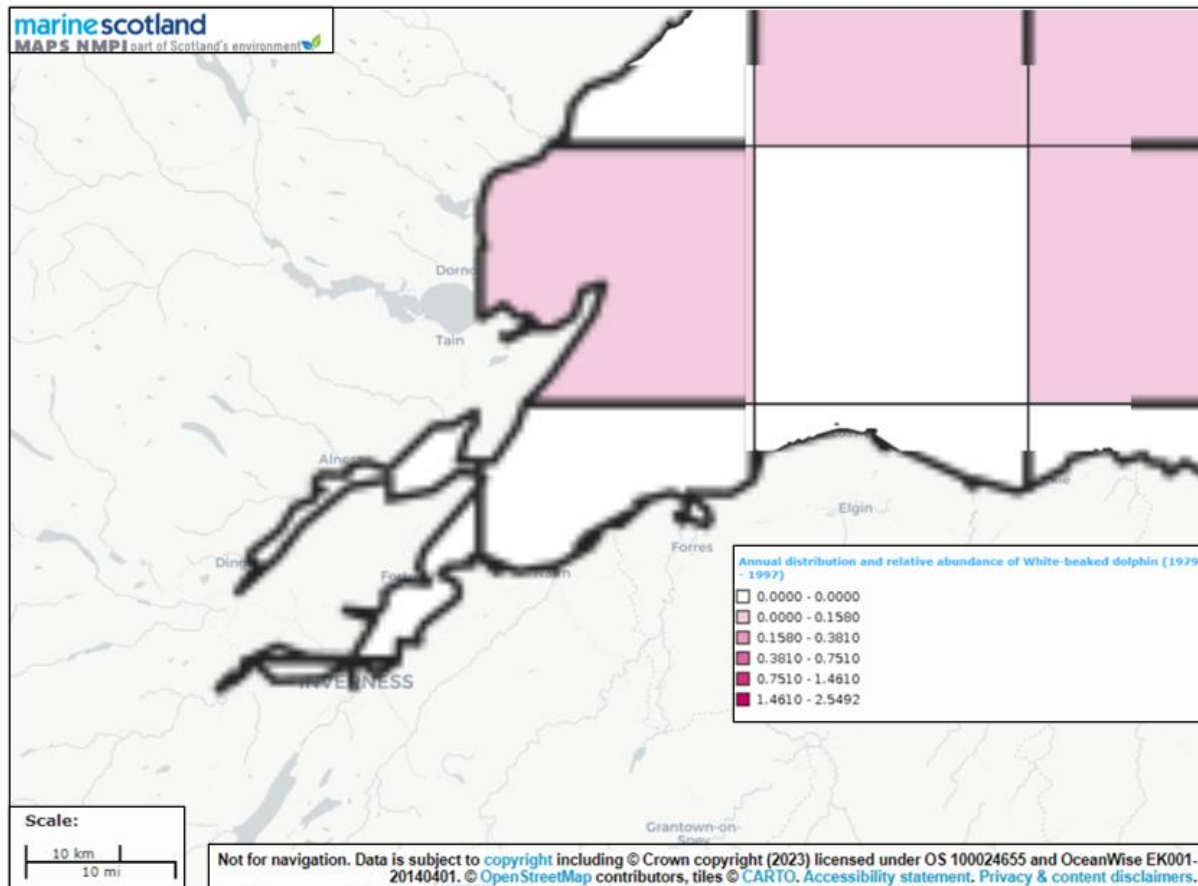 marinescotland
MAPS NMPI part of Scotland's environment
Tain
Elgin
Forres
INVERNESS
Annual distribution and relative abundance of White-beaked dolphin (1979
- 1997)
0.0000 - 0.0000
0.0000 - 0.1580
0.1580 - 0.3810
0.3810 - 0.7510
0.7510 - 1.4610
1.4610 - 2.5492
Grantown-on-
Spey
Scale:
10 km
10 mi
Not for navigation. Data is subject to copyright including © Crown copyright (2023) licensed under OS 100024655 and OceanWise EK001-
20140401. © OpenStreetMap contributors, tiles © CARTO. Accessibility statement. Privacy & content disclaimers.